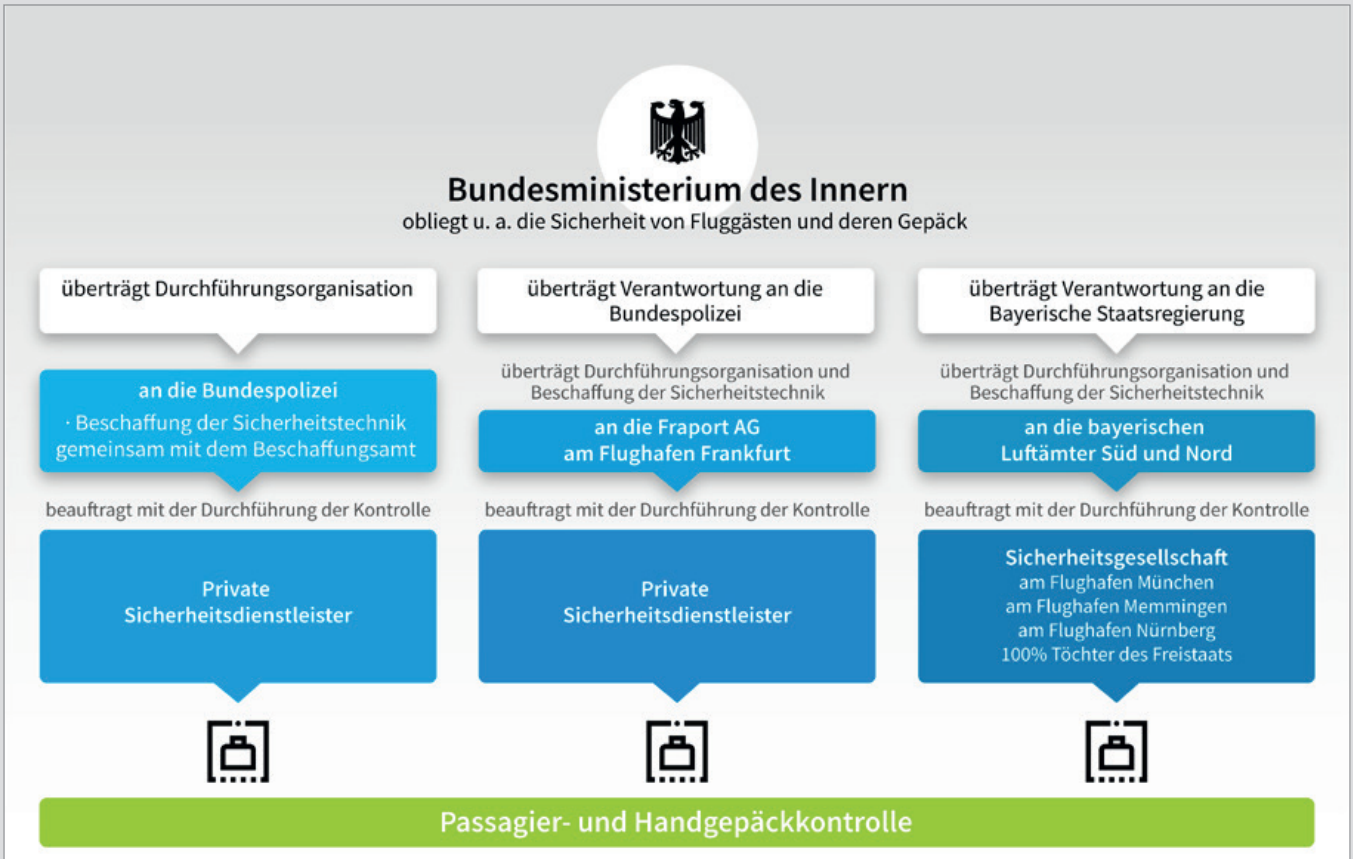 Bundesministerium des Innern
obliegt u. a. die Sicherheit von Fluggästen und deren Gepäck
überträgt Durchführungsorganisation
an die Bundespolizei
· Beschaffung der Sicherheitstechnik
gemeinsam mit dem Beschaffungsamt
beauftragt mit der Durchführung der Kontrolle
Private
Sicherheitsdienstleister
überträgt Verantwortung an die
Bundespolizei
überträgt Durchführungsorganisation und
Beschaffung der Sicherheitstechnik
an die Fraport AG
am Flughafen Frankfurt
beauftragt mit der Durchführung der Kontrolle
Private
Sicherheitsdienstleister
überträgt Verantwortung an die
Bayerische Staatsregierung
überträgt Durchführungsorganisation und
Beschaffung der Sicherheitstechnik
an die bayerischen
Luftämter Süd und Nord
beauftragt mit der Durchführung der Kontrolle
Sicherheitsgesellschaft
am Flughafen München
am Flughafen Memmingen
am Flughafen Nürnberg
100% Töchter des Freistaats
Passagier- und Handgepäckkontrolle